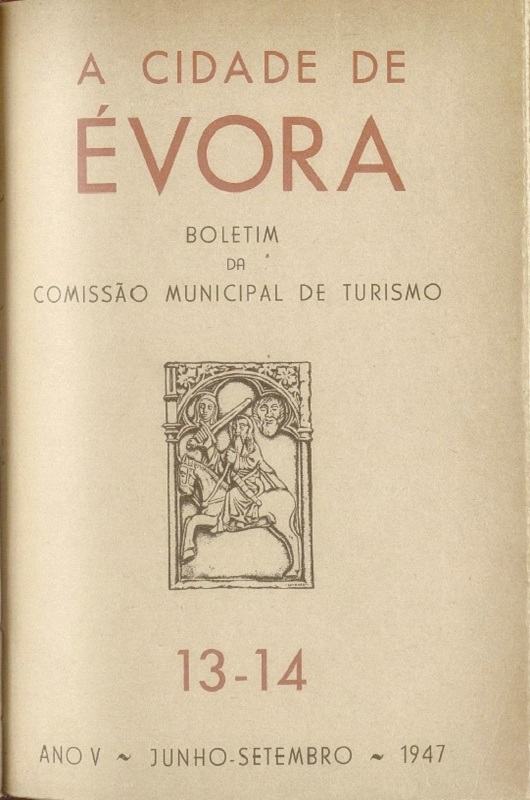 A CIDADE DE
ÉVORA
BOLETIM
DA
COMISSÃO MUNICIPAL DE TURISMO
13-14
ANO V ~ JUNHO-SETEMBRO ~ 1947